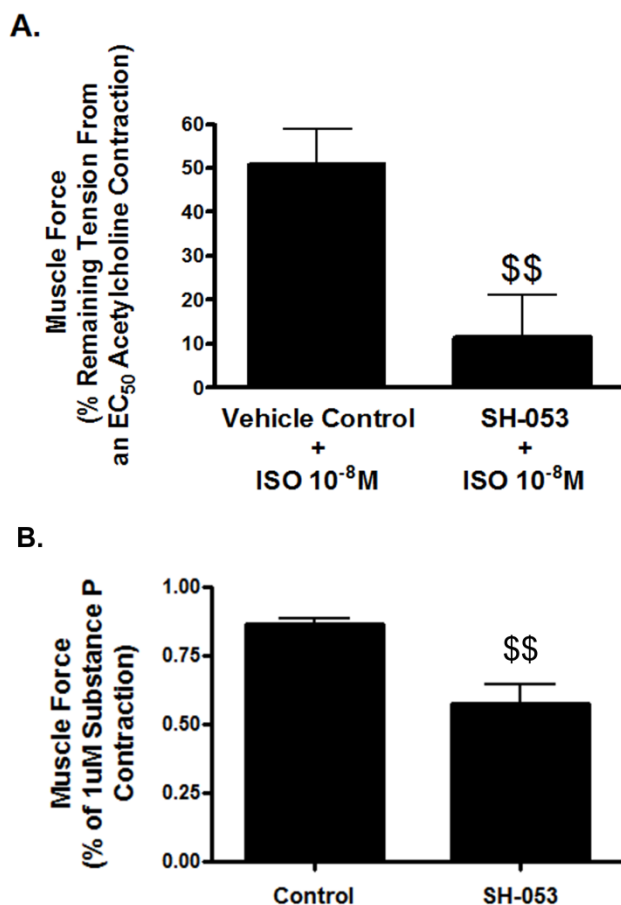 A.
Muscle Force
(% Remaining Tension From
an EC₅₀ Acetylcholine Contraction)
60
50
40
30
20
10
0
$$
Vehicle Control
+
ISO 10⁻⁸M
SH-053
+
ISO 10⁻⁸M
B.
Muscle Force
(% of 1uM Substance P
Contraction)
1.00
0.75
0.50
0.25
0.00
$$
Control
SH-053